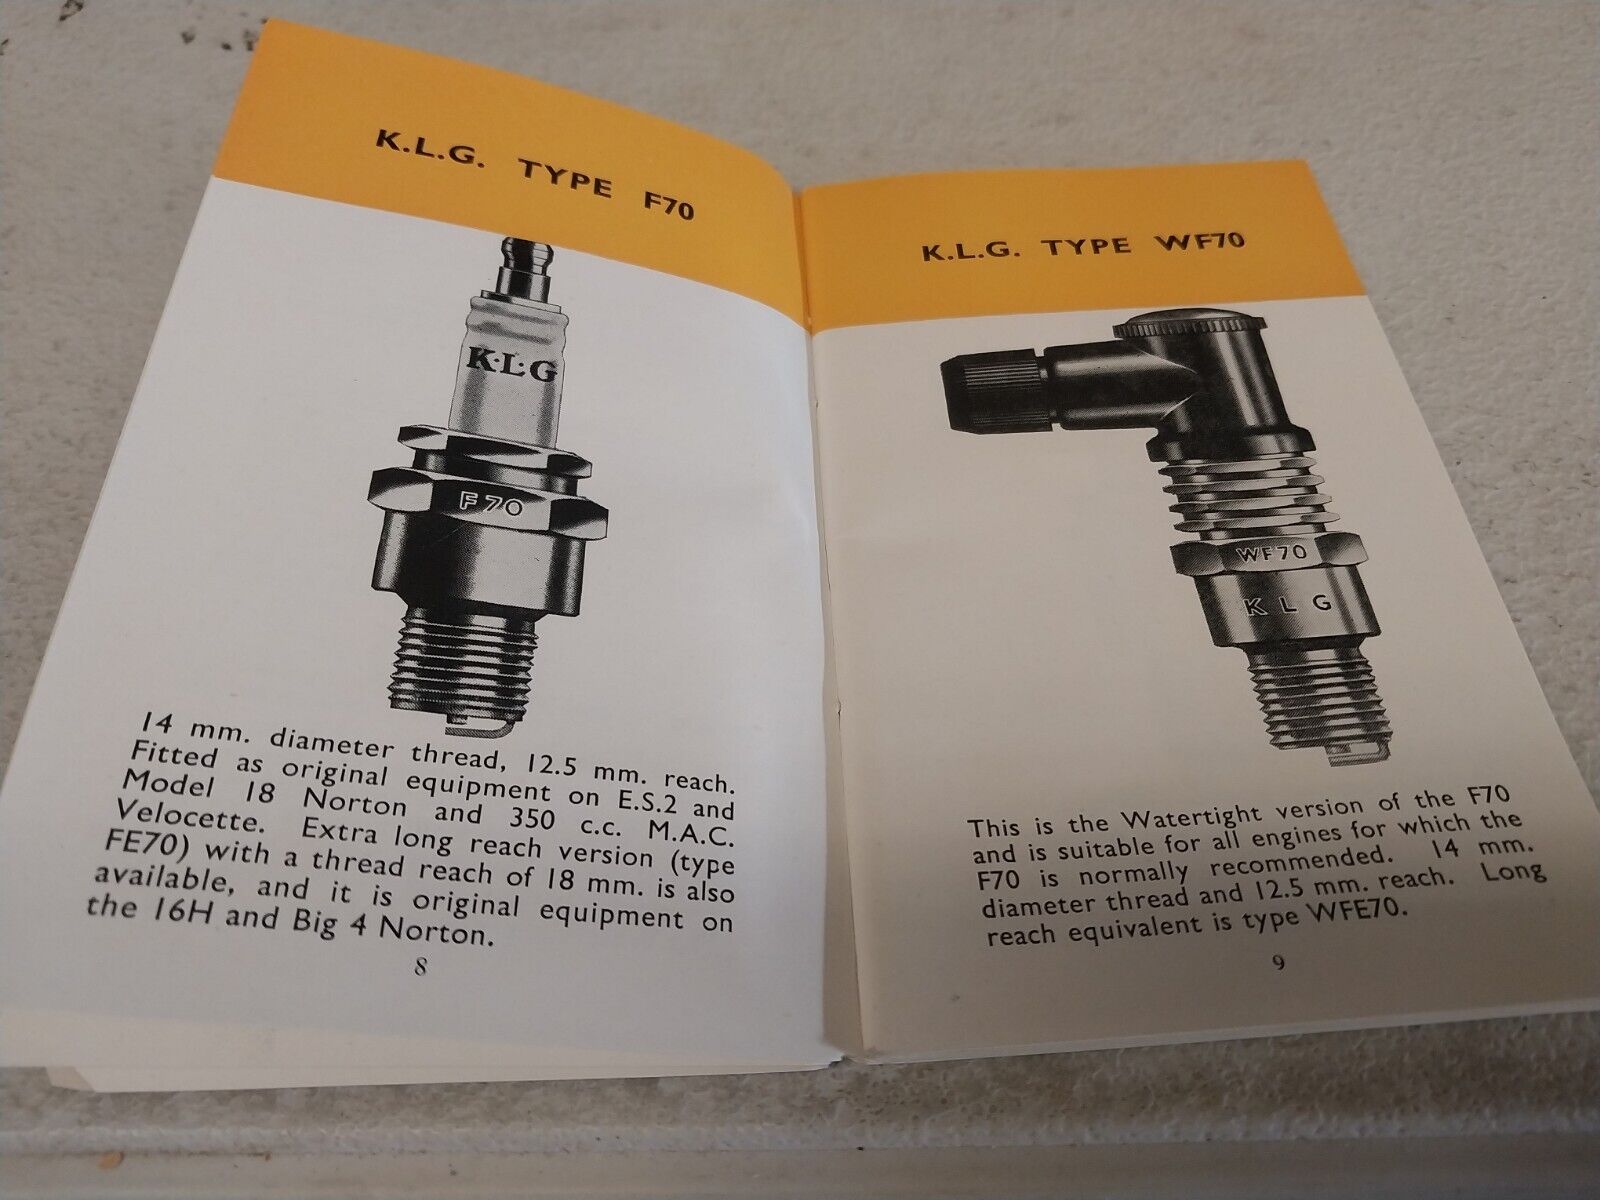 K.L.G. TYPE F70
K·L·G
F 70
14 mm. diameter thread, 12.5 mm. reach.
Fitted as original equipment on E.S.2 and
Model 18 Norton and 350 c.c. M.A.C.
Velocette. Extra long reach version (type
FE70) with a thread reach of 18 mm. is also
available, and it is original equipment on
the 16H and Big 4 Norton.
8
K.L.G. TYPE WF70
WF70
K L G
This is the Watertight version of the F70
and is suitable for all engines for which the
F70 is normally recommended. 14 mm.
diameter thread and 12.5 mm. reach. Long
reach equivalent is type WFE70.
9